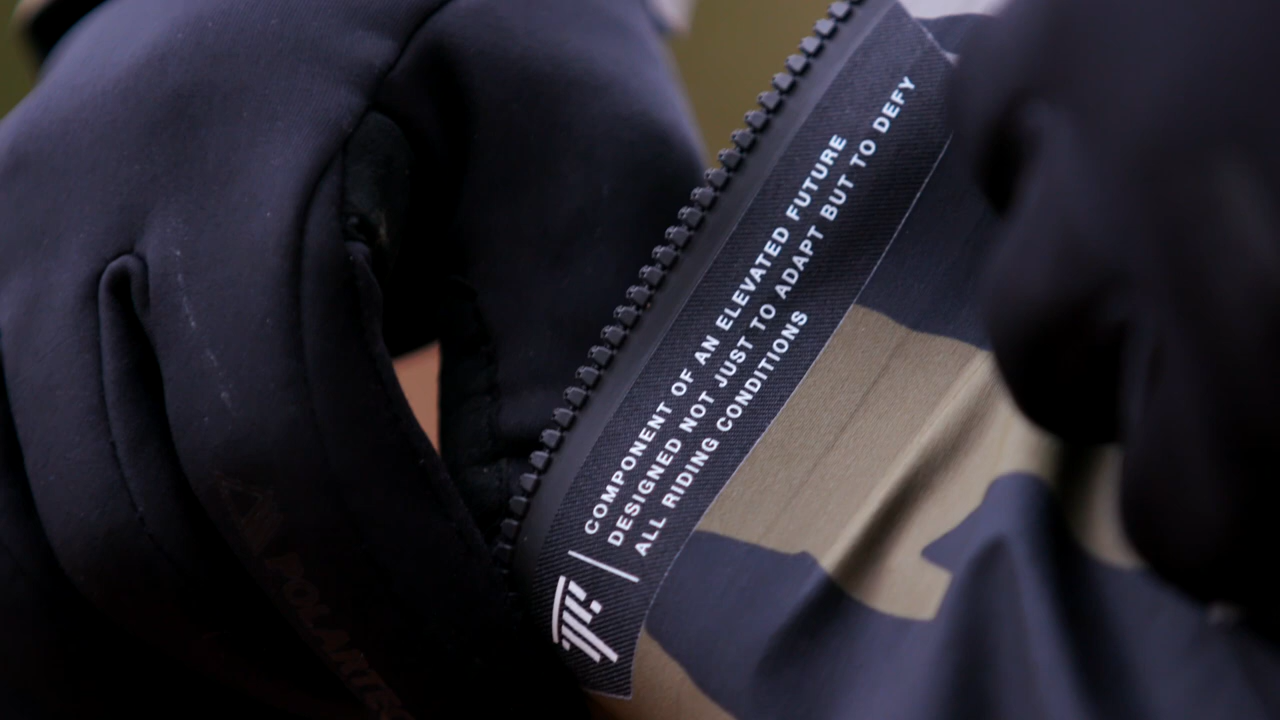 COMPONENT OF AN ELEVATED FUTURE
DESIGNED NOT JUST TO ADAPT BUT TO DEFY
ALL RIDING CONDITIONS